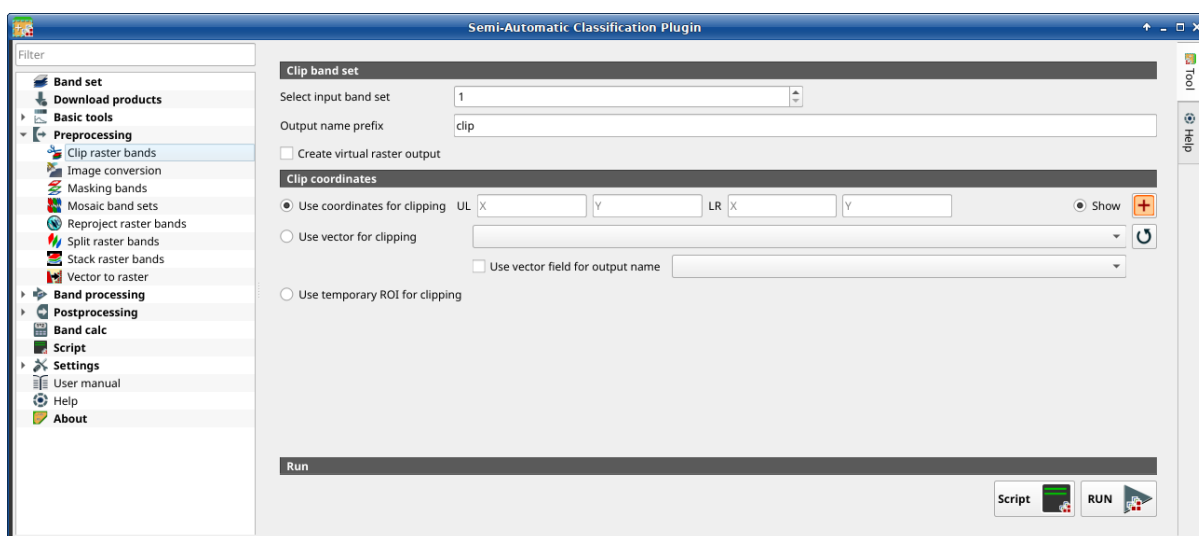 Semi-Automatic Classification Plugin
Filter
Band set
Download products
Basic tools
Preprocessing
Clip raster bands
Image conversion
Masking bands
Mosaic band sets
Reproject raster bands
Split raster bands
Stack raster bands
Vector to raster
Band processing
Postprocessing
Band calc
Script
Settings
User manual
Help
About
Clip band set
Select input band set 1
Output name prefix clip
Create virtual raster output
Clip coordinates
Use coordinates for clipping UL X Y LR X Y Show
Use vector for clipping
Use vector field for output name
Use temporary ROI for clipping
Run
Script RUN
Tool
Help